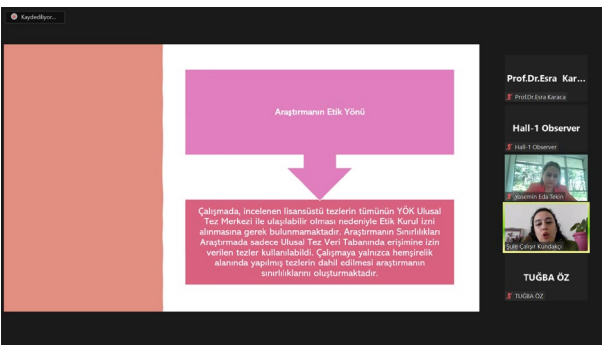 Kaydediliyor...
Araştırmanın Etik Yönü
Çalışmada, incelenen lisansüstü tezlerin tümünün YÖK Ulusal
Tez Merkezi ile ulaşılabilir olması nedeniyle Etik Kurul izni
alınmasına gerek bulunmamaktadır. Araştırmanın Sınırlılıkları
Araştırmada sadece Ulusal Tez Veri Tabanında erişimine izin
verilen tezler kullanılabildi. Çalışmaya yalnızca hemşirelik
alanında yapılmış tezlerin dahil edilmesi araştırmanın
sınırlılıklarını oluşturmaktadır.
Prof.Dr.Esra Kar...
Prof.Dr.Esra Karaca
Hall-1 Observer
Hall-1 Observer
Yasemin Eda Tekin
Şule Çalışır Kundakçı
TUĞBA ÖZ
TUĞBA ÖZ